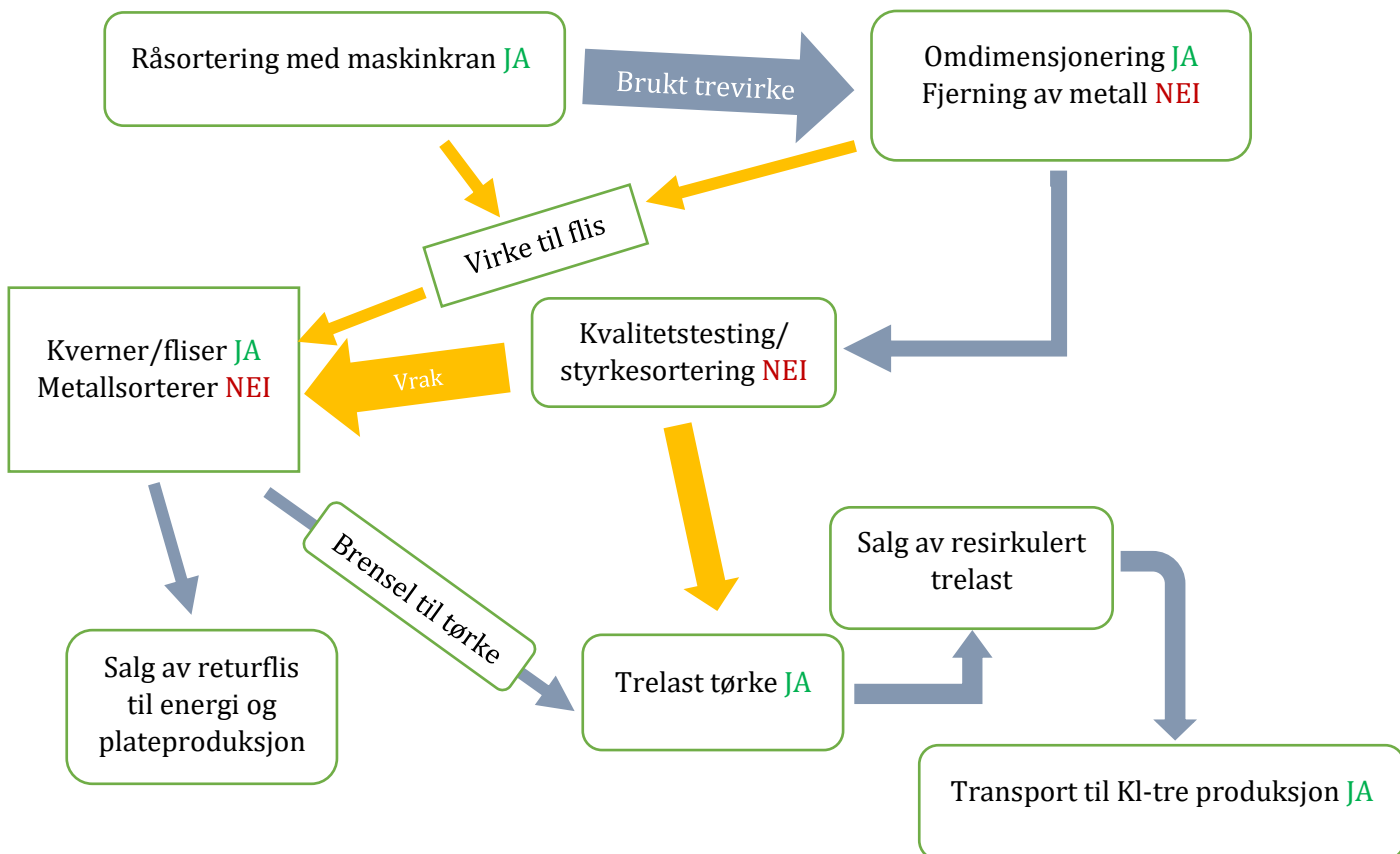 Råsortering med maskinkran JA
Brukt trevirke
Omdimensjonering JA
Fjerning av metall NEI
Virke til flis
Kverner/fliser JA
Metallsorterer NEI
Vrak
Kvalitetstesting/
styrkesortering NEI
Brensel til tørke
Salg av resirkulert
trelast
Salg av returflis
til energi og
plateproduksjon
Trelast tørke JA
Transport til Kl-tre produksjon JA